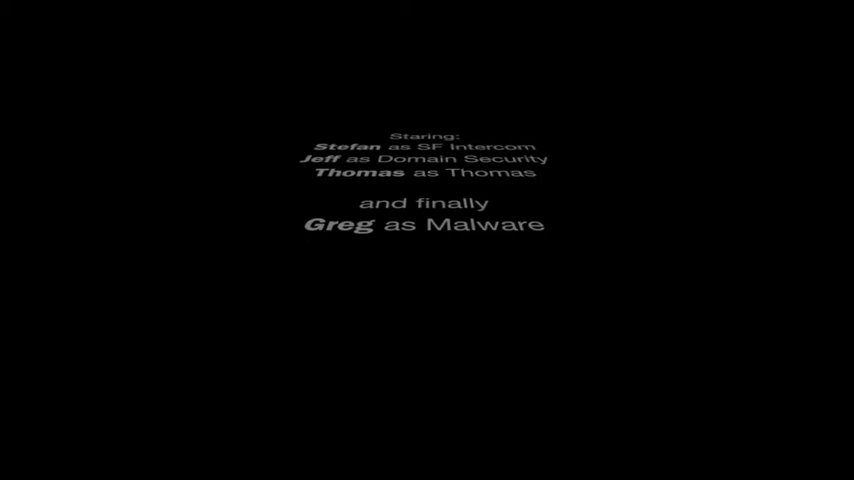 Staring:
Stefan as SF Intercom
Jeff as Domain Security
Thomas as Thomas
and finally
Greg as Malware